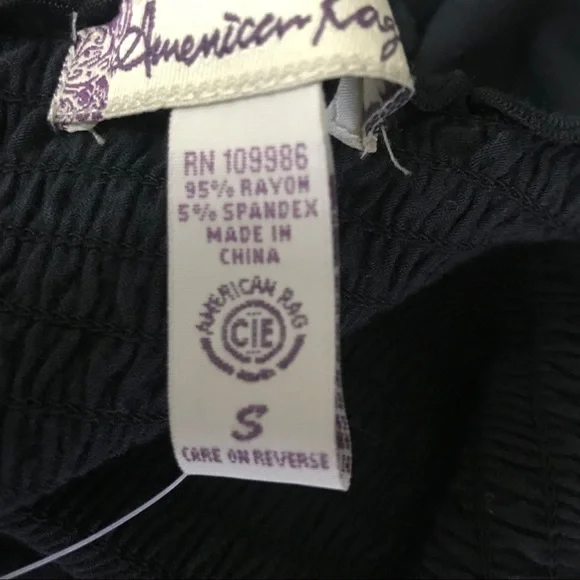 American Rag
RN 109986
95% RAYON
5% SPANDEX
MADE IN
CHINA
AMERICAN RAG
CIE
S
CARE ON REVERSE